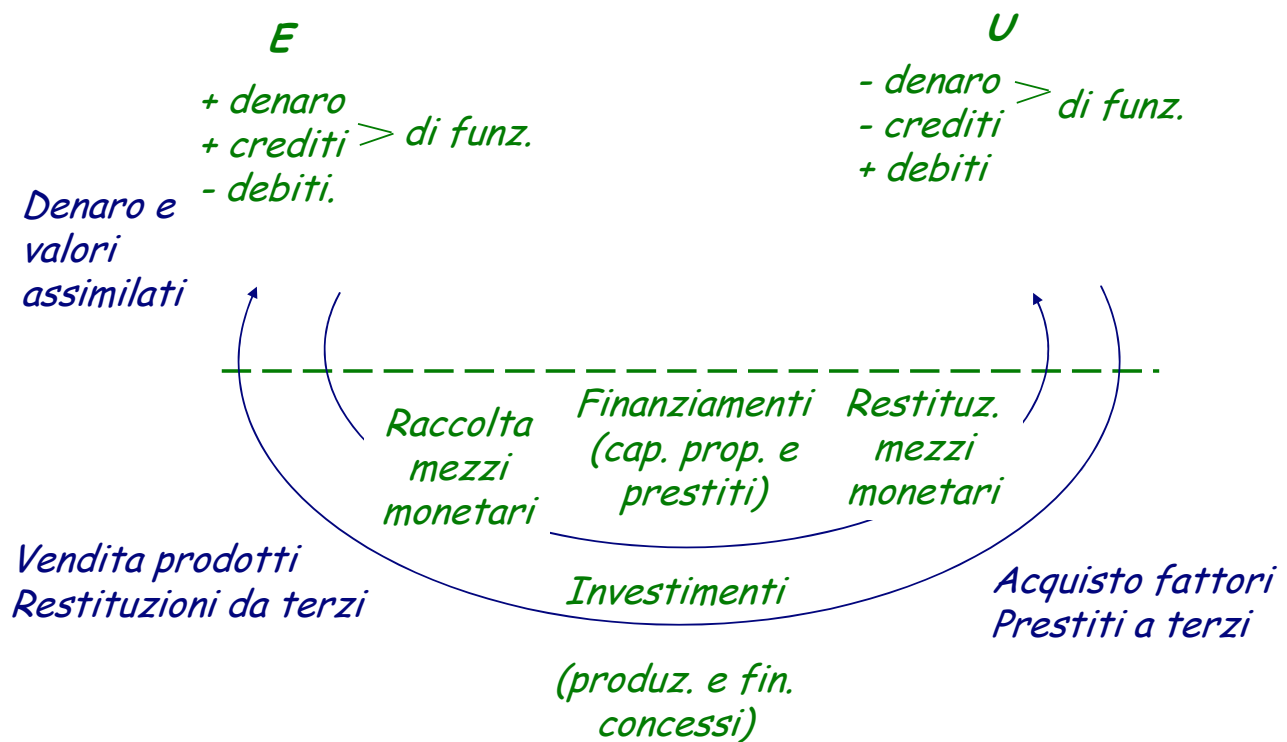 E
+ denaro
+ crediti
- debiti.
di funz.
U
- denaro
- crediti
+ debiti
di funz.
Denaro e
valori
assimilati
Raccolta
mezzi
monetari
Finanziamenti
(cap. prop. e
prestiti)
Restituz.
mezzi
monetari
Vendita prodotti
Restituzioni da terzi
Investimenti
(produz. e fin.
concessi)
Acquisto fattori
Prestiti a terzi